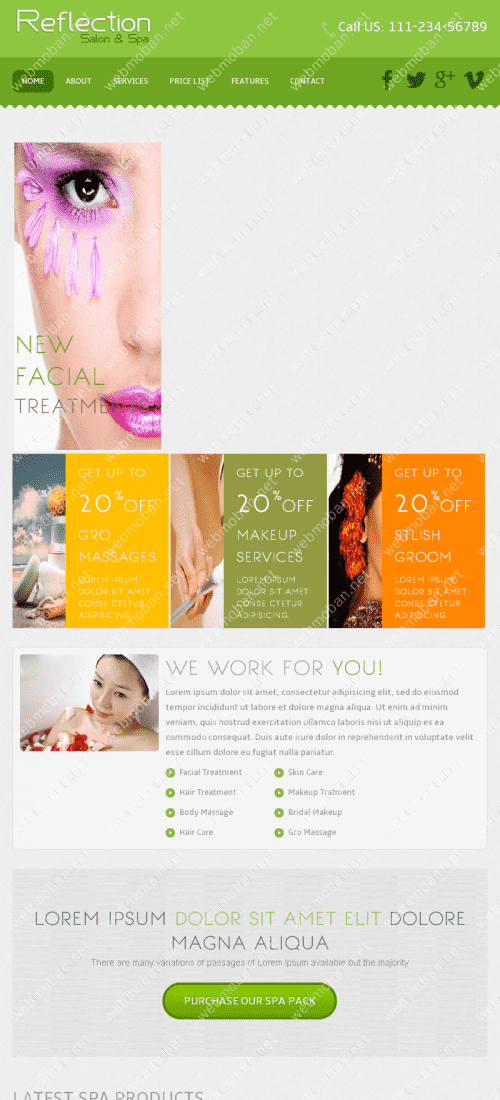 Reflection
Salon & Spa
Call US: 111-234-56789
HOME ABOUT SERVICES PRICE LIST FEATURES CONTACT
NEW
FACIAL
TREATMENTS
GET UP TO
20%OFF
GRO
MASSAGES
LOREM IPSUM
DOLOR SIT AMET
CONSE CTETUR
ADIPISICING.
GET UP TO
20%OFF
MAKEUP
SERVICES
LOREM IPSUM
DOLOR SIT AMET
CONSE CTETUR
ADIPISICING.
GET UP TO
20%OFF
STLISH
GROOM
LOREM IPSUM
DOLOR SIT AMET
CONSE CTETUR
ADIPISICING.
WE WORK FOR YOU!
Lorem ipsum dolor sit amet, consectetur adipisicing elit, sed do eiusmod
tempor incididunt ut labore et dolore magna aliqua. Ut enim ad minim
veniam, quis nostrud exercitation ullamco laboris nisi ut aliquip ex ea
commodo consequat. Duis aute irure dolor in reprehenderit in voluptate velit
esse cillum dolore eu fugiat nulla pariatur.
Facial Treatment
Skin Care
Hair Treatment
Makeup Tratment
Body Massage
Bridal Makeup
Hair Care
Gro Massage
LOREM IPSUM DOLOR SIT AMET ELIT DOLORE
MAGNA ALIQUA
There are many variations of passages of Lorem Ipsum available but the majority
PURCHASE OUR SPA PACK
LATEST SPA PRODUCTS
webmoban.net